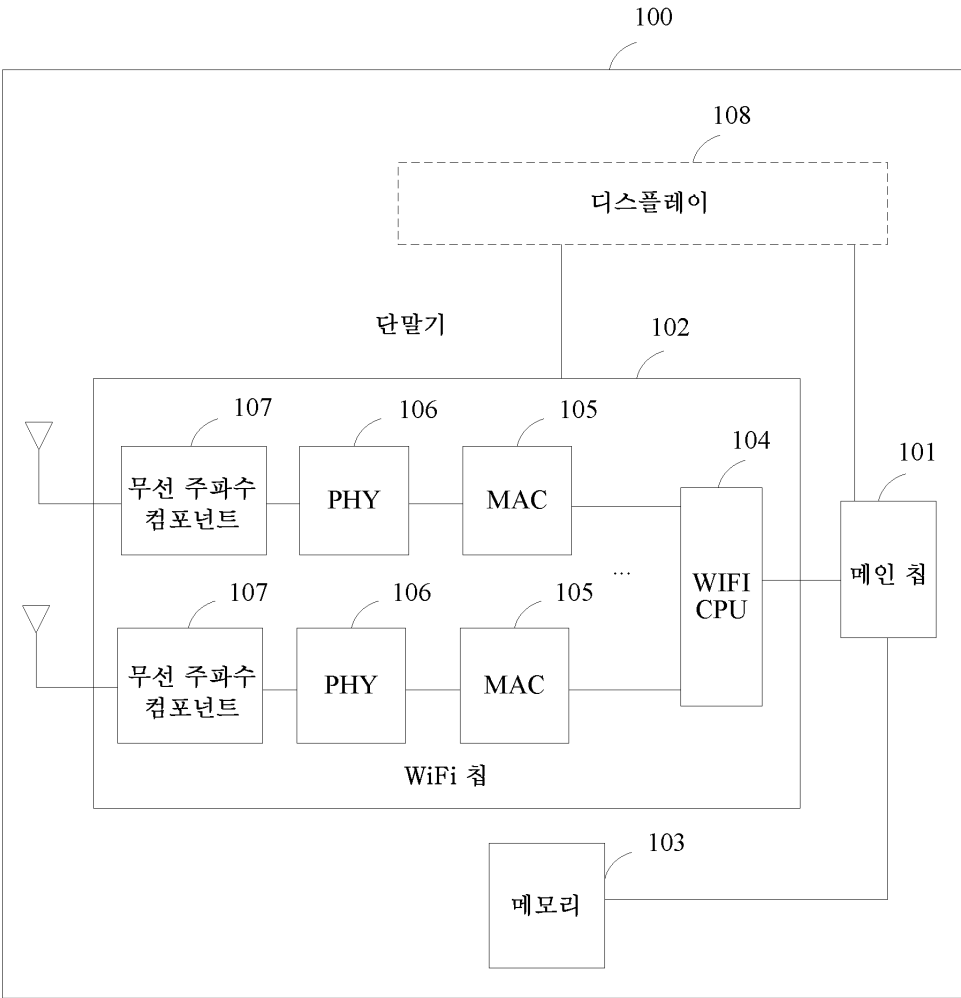 100
108
디스플레이
단말기
102
107
106
105
104
101
무선 주파수
컴포넌트
PHY
MAC
WIFI
CPU
메인 칩
...
107
106
105
무선 주파수
컴포넌트
PHY
MAC
WiFi 칩
103
메모리